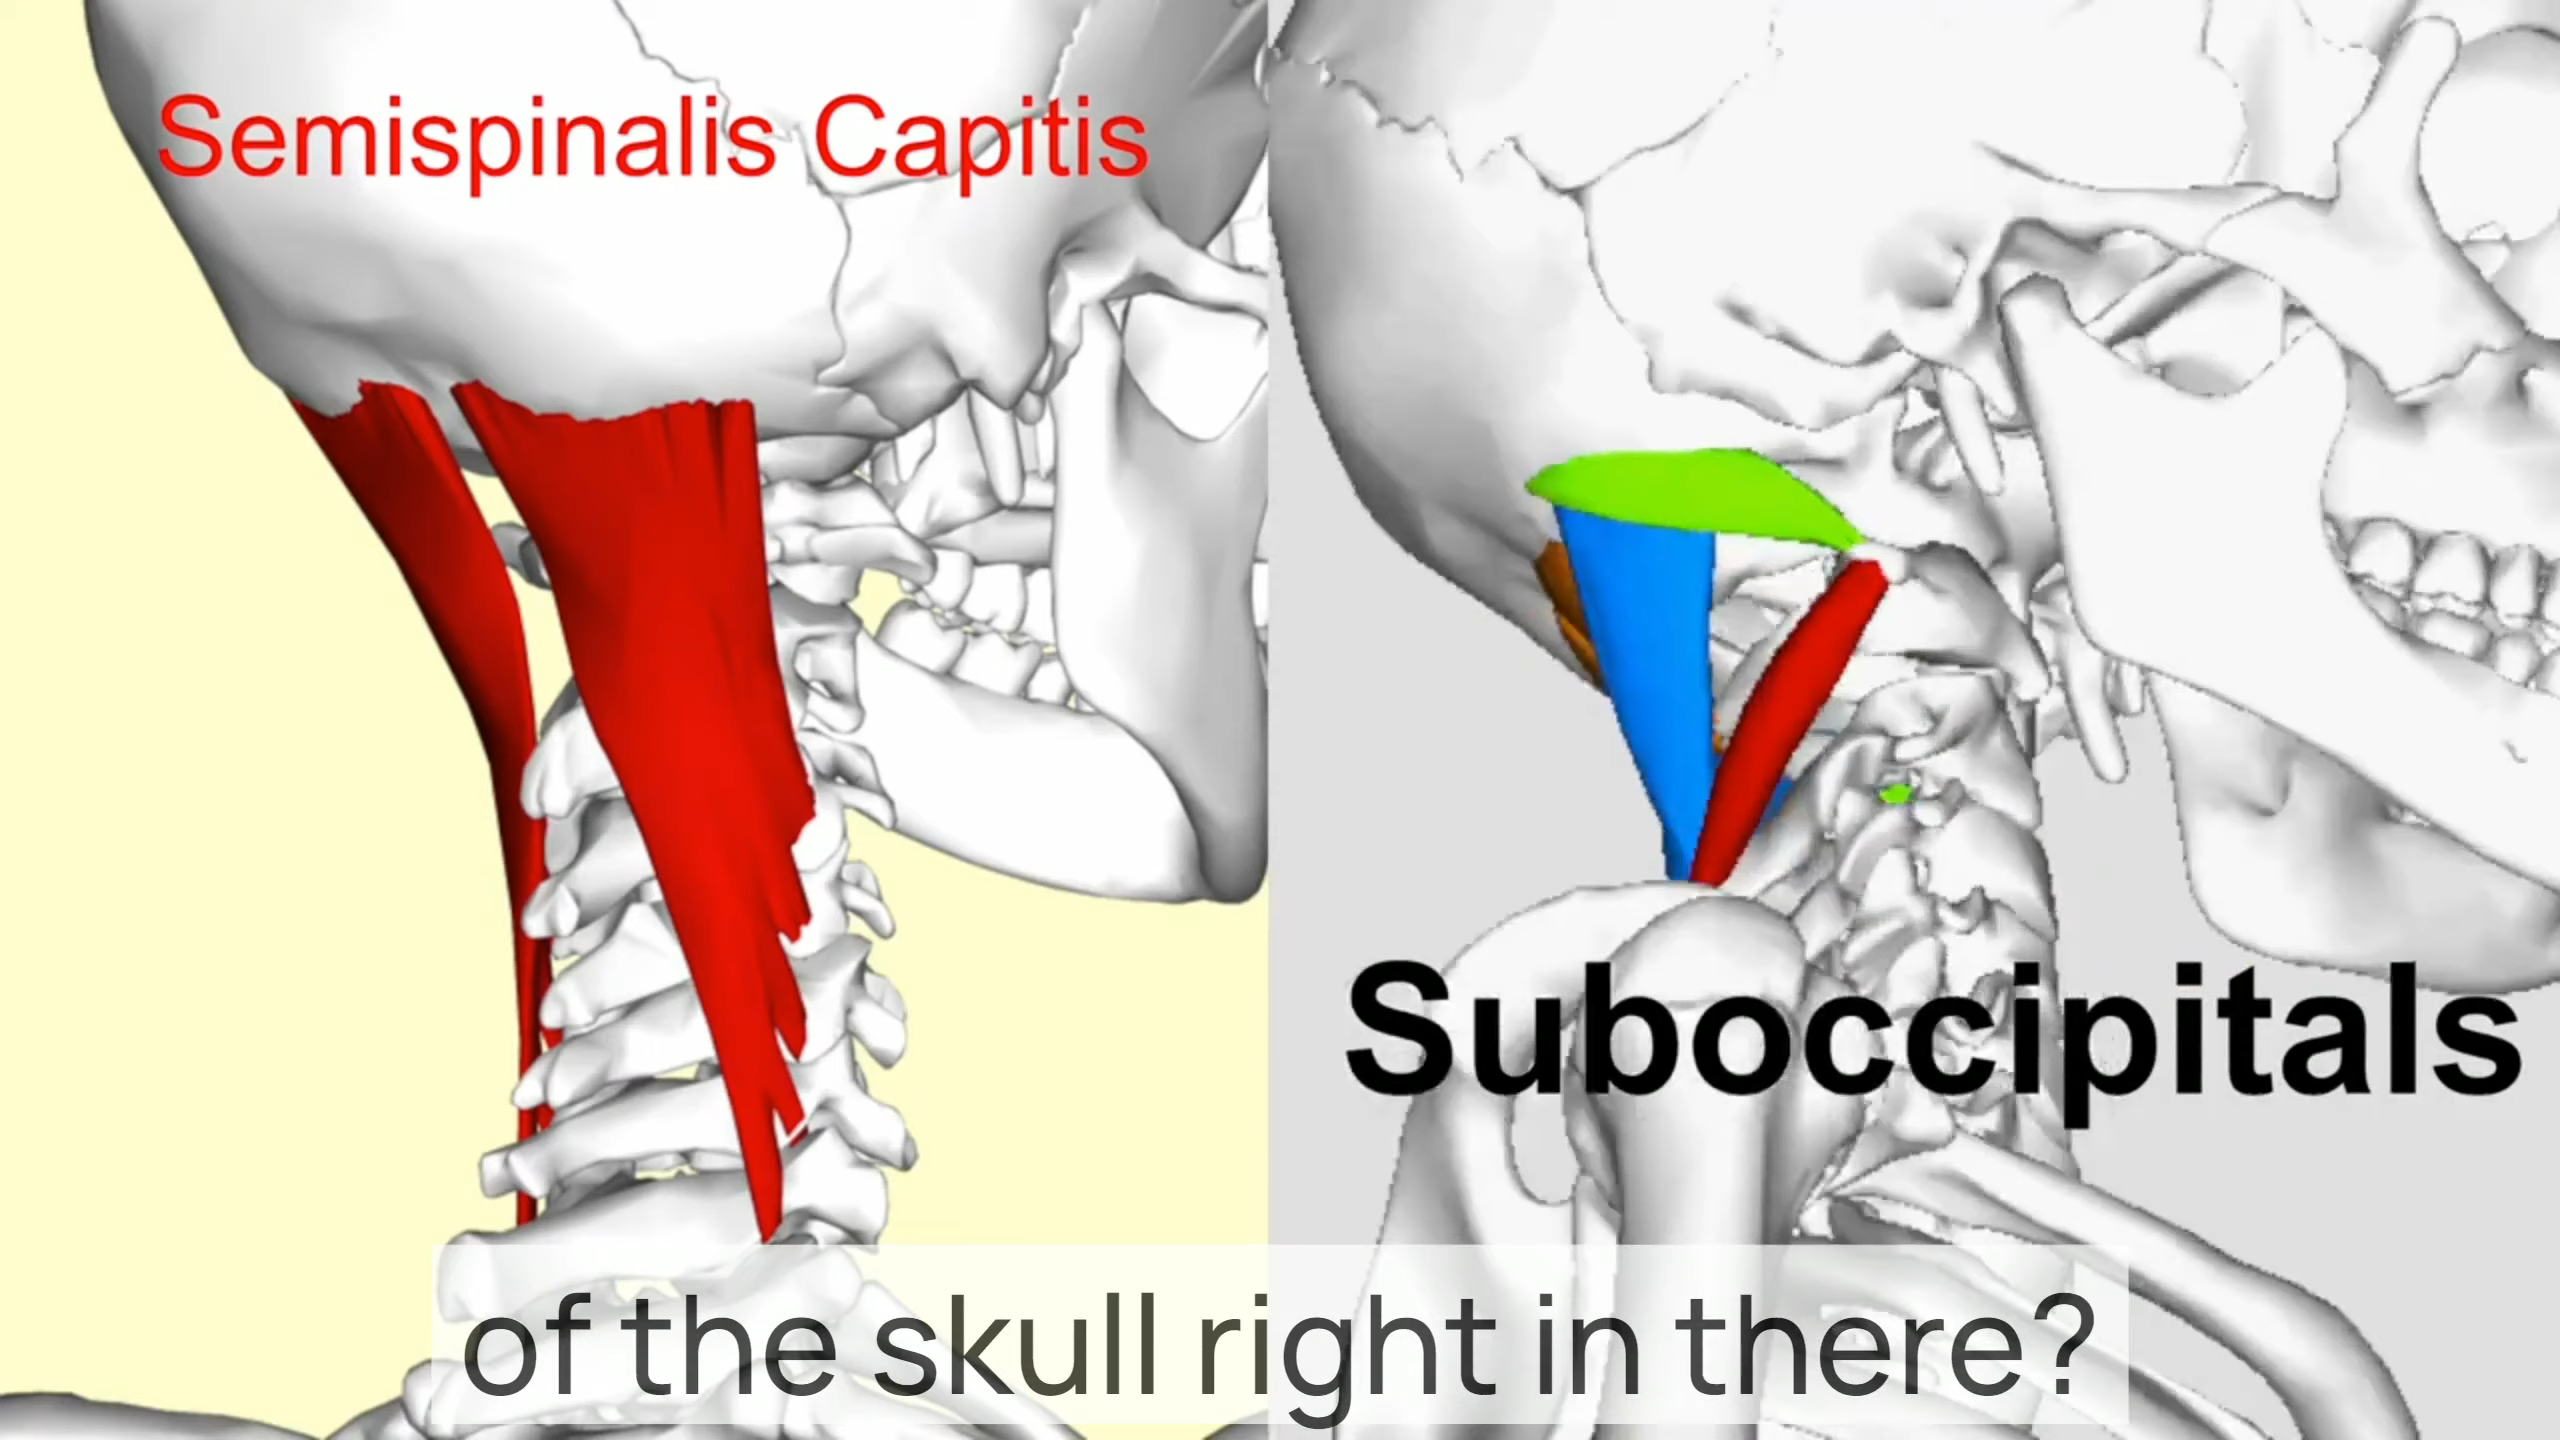 Semispinalis Capitis
Suboccipitals
of the skull right in there?